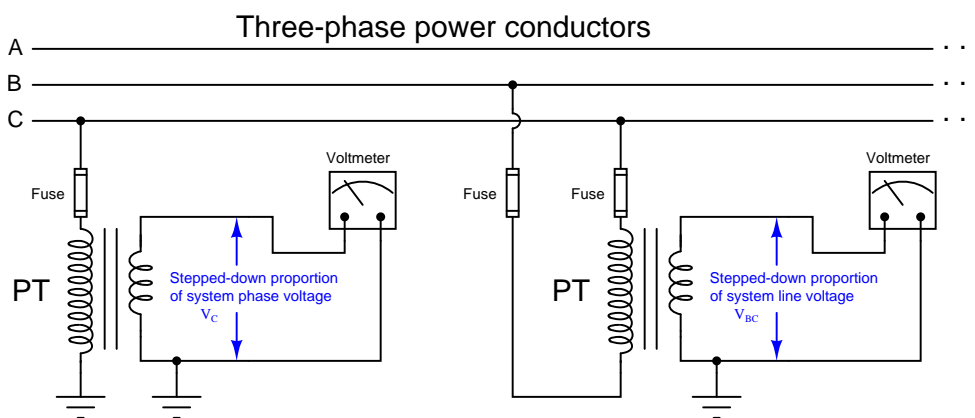 Three-phase power conductors
A
B
C
Voltmeter
Fuse
PT
Stepped-down proportion
of system phase voltage
VC
Fuse
Fuse
Voltmeter
PT
Stepped-down proportion
of system line voltage
VBC